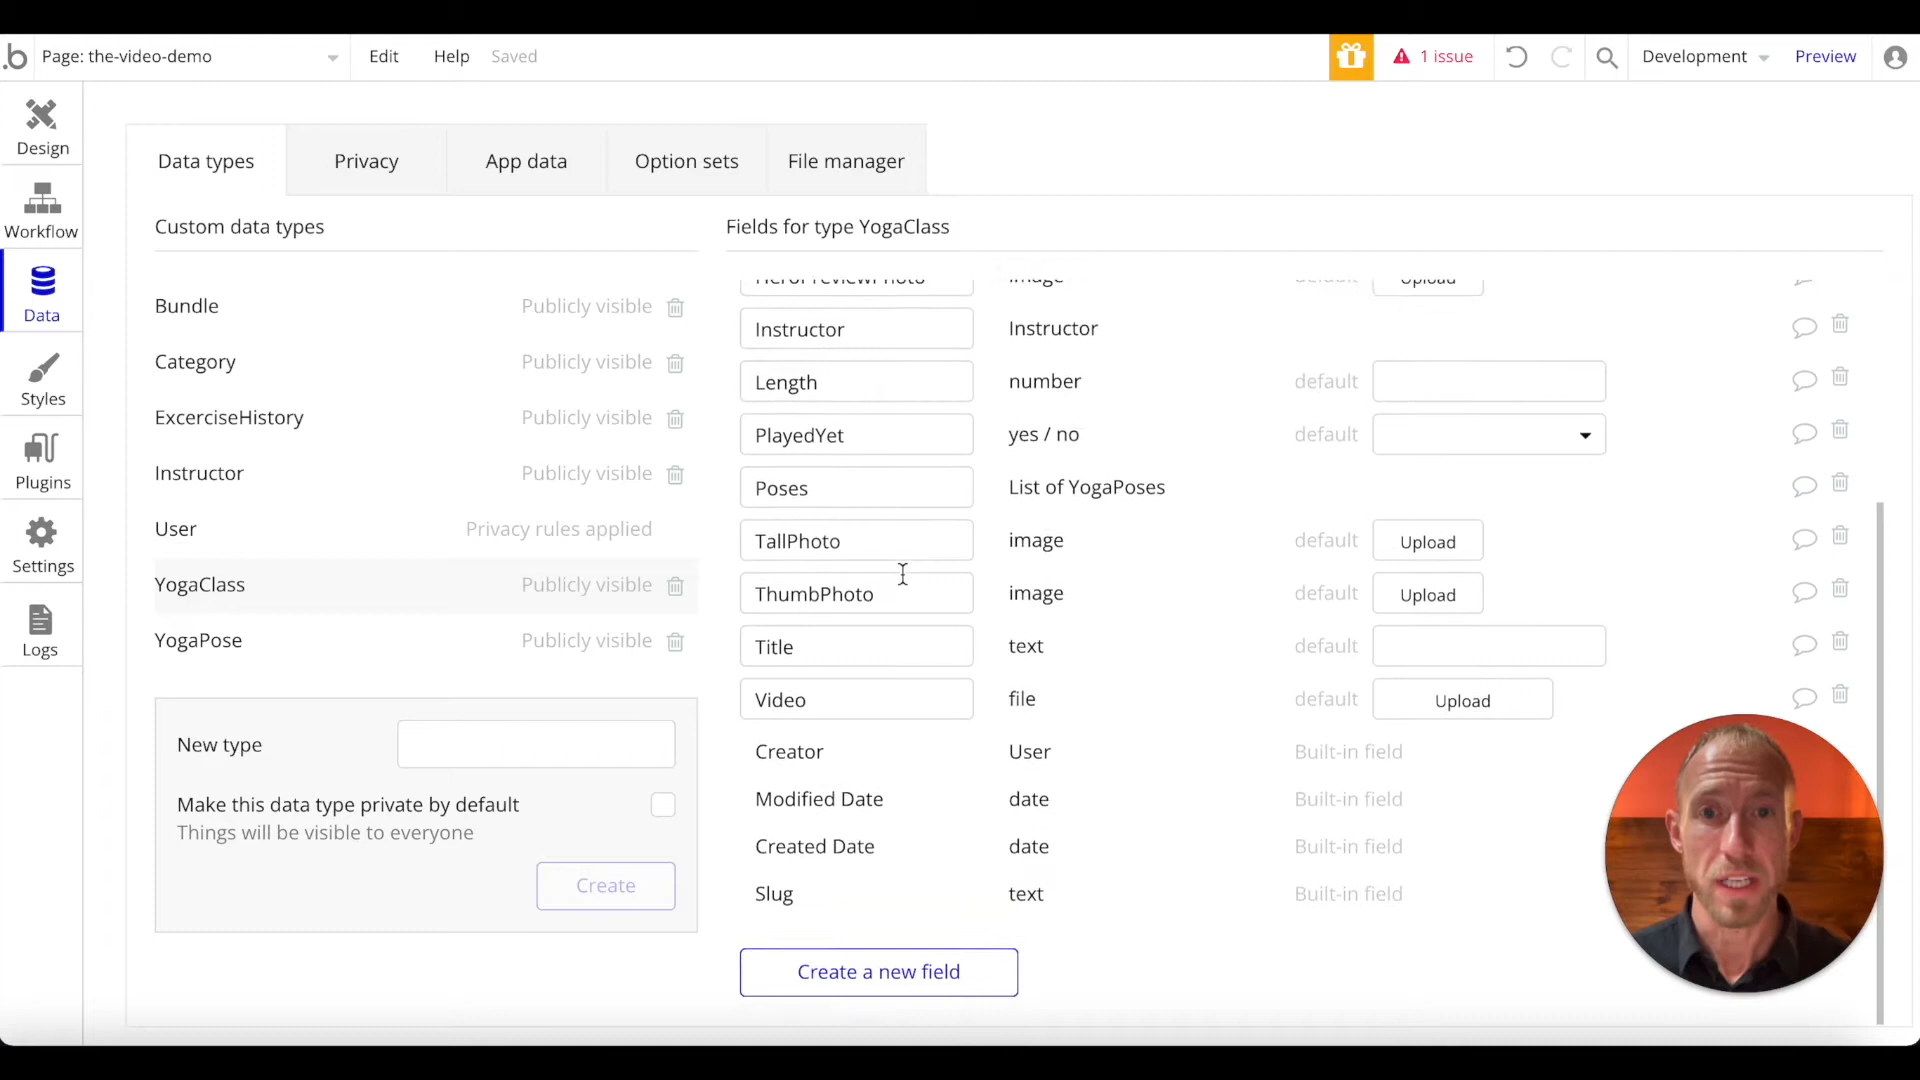 .b Page: the-video-demo Edit Help Saved 1 issue Development Preview
Design
Workflow
Data
Styles
Plugins
Settings
Logs
Data types Privacy App data Option sets File manager
Custom data types
Bundle Publicly visible
Category Publicly visible
ExcerciseHistory Publicly visible
Instructor Publicly visible
User Privacy rules applied
YogaClass Publicly visible
YogaPose Publicly visible
New type
Make this data type private by default
Things will be visible to everyone
Create
Fields for type YogaClass
HeroPreviewPhoto image default Upload
Instructor Instructor
Length number default
PlayedYet yes / no default
Poses List of YogaPoses
TallPhoto image default Upload
ThumbPhoto image default Upload
Title text default
Video file default Upload
Creator User Built-in field
Modified Date date Built-in field
Created Date date Built-in field
Slug text Built-in field
Create a new field